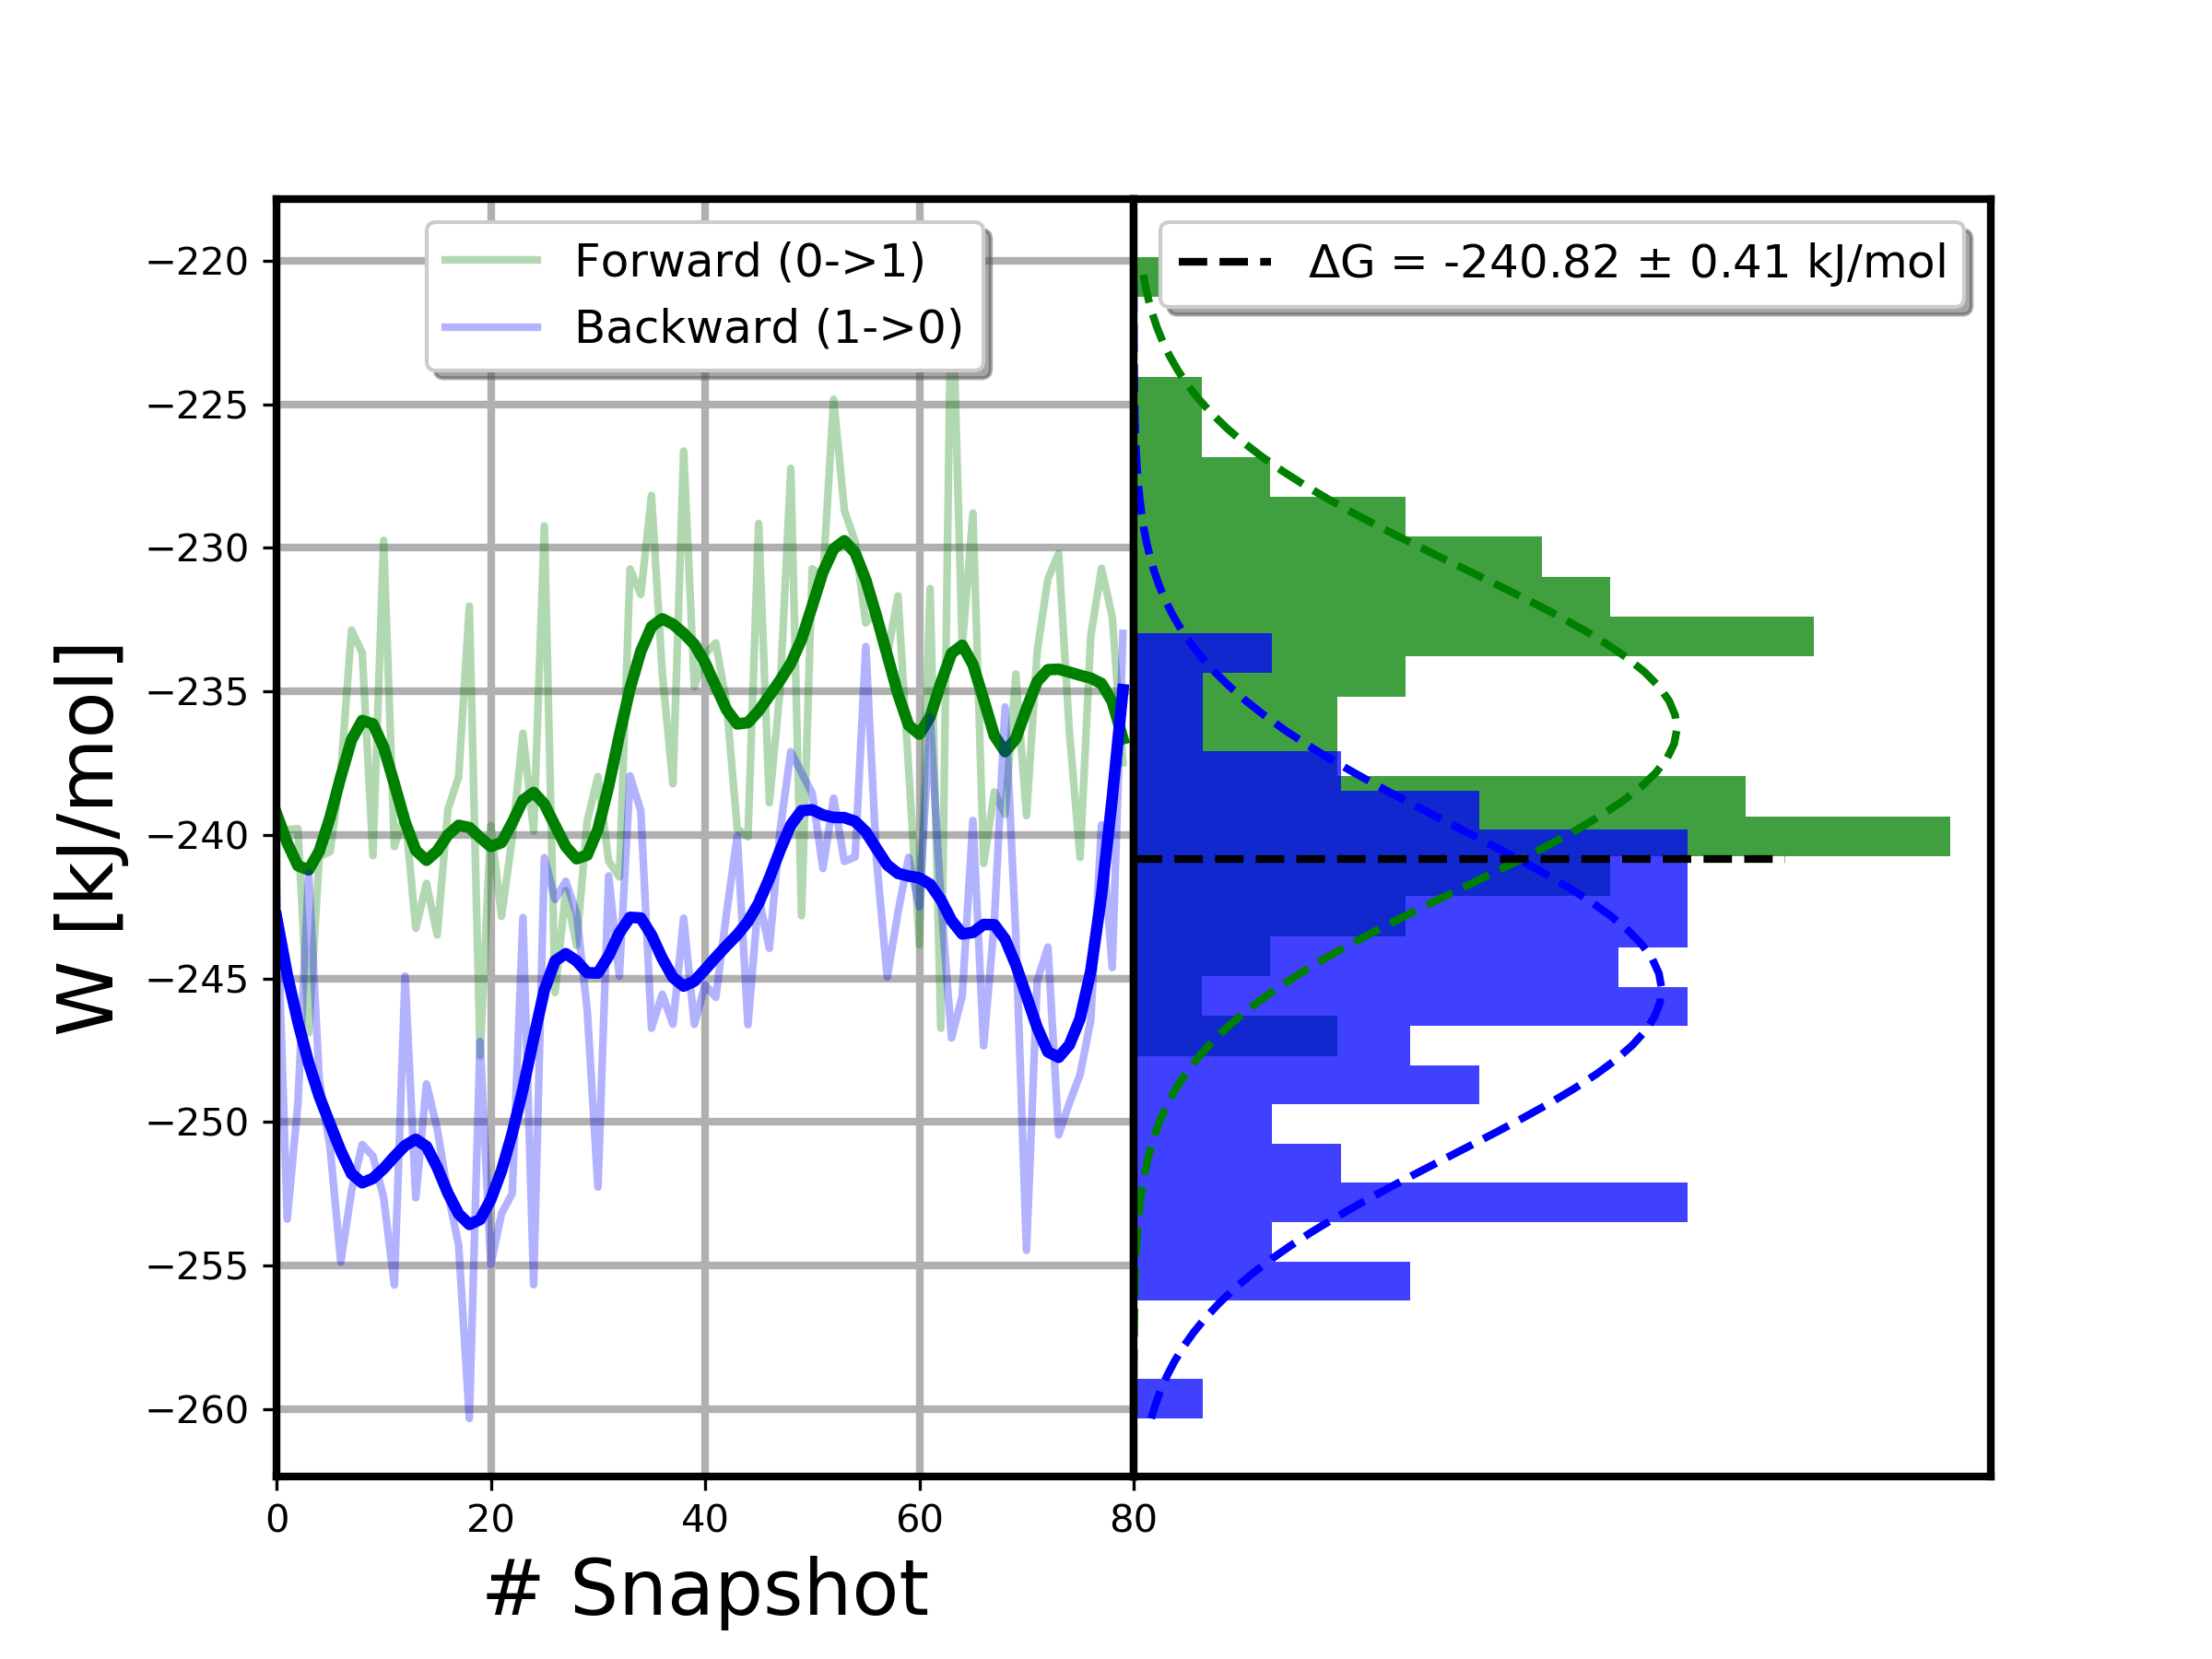 Forward (0->1)
Backward (1->0)
ΔG = -240.82 ± 0.41 kJ/mol
W [kJ/mol]
−220
−225
−230
−235
−240
−245
−250
−255
−260
0 20 40 60 80
# Snapshot